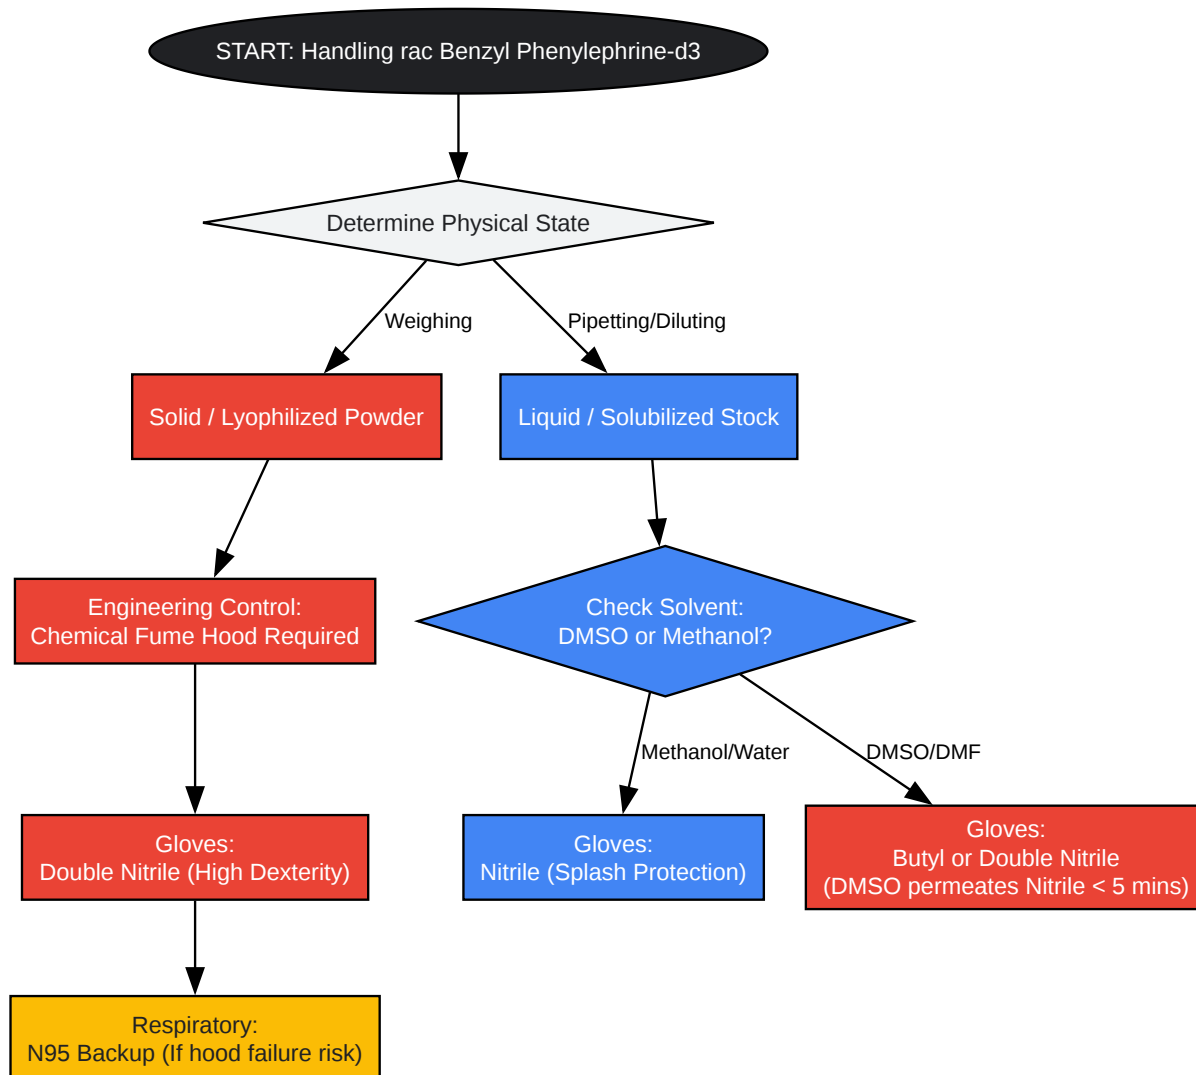 START: Handling rac Benzyl Phenylephrine-d3
Determine Physical State
Weighing
Pipetting/Diluting
Solid / Lyophilized Powder
Liquid / Solubilized Stock
Engineering Control:
Chemical Fume Hood Required
Check Solvent:
DMSO or Methanol?
Methanol/Water
DMSO/DMF
Gloves:
Double Nitrile (High Dexterity)
Gloves:
Nitrile (Splash Protection)
Gloves:
Butyl or Double Nitrile
(DMSO permeates Nitrile < 5 mins)
Respiratory:
N95 Backup (If hood failure risk)